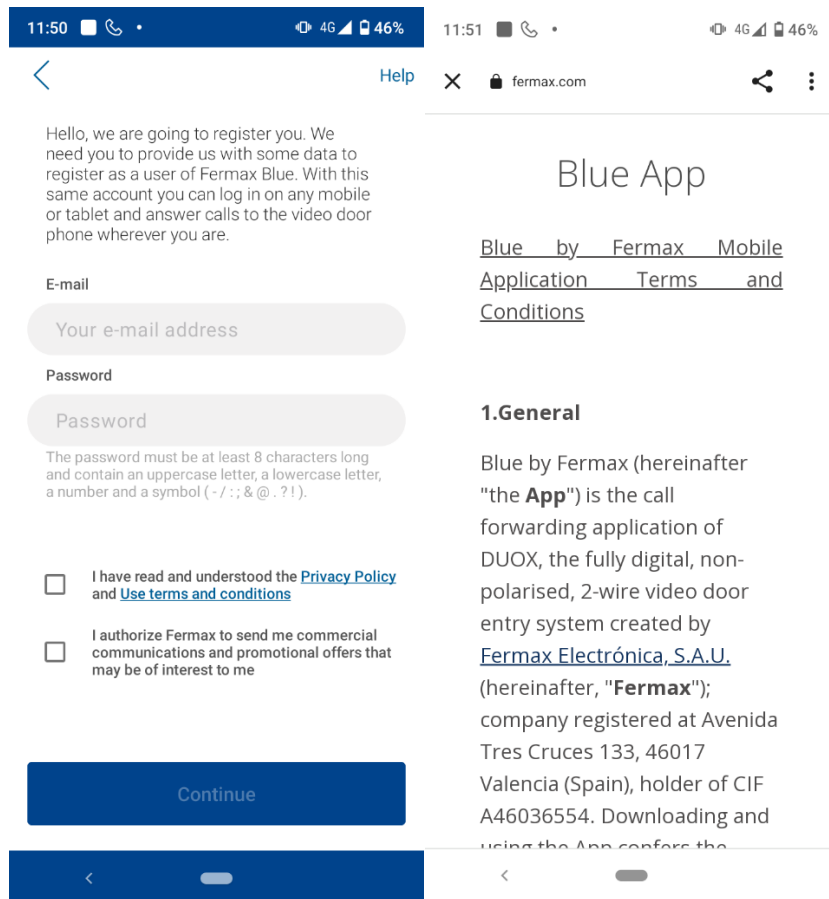 11:50
4G
46%
Help
Hello, we are going to register you. We
need you to provide us with some data to
register as a user of Fermax Blue. With this
same account you can log in on any mobile
or tablet and answer calls to the video door
phone wherever you are.
E-mail
Your e-mail address
Password
Password
The password must be at least 8 characters long
and contain an uppercase letter, a lowercase letter,
a number and a symbol ( - / : ; & @ . ? ! ).
I have read and understood the Privacy Policy
and Use terms and conditions
I authorize Fermax to send me commercial
communications and promotional offers that
may be of interest to me
Continue
11:51
4G
46%
fermax.com
Blue App
Blue by Fermax Mobile
Application Terms and
Conditions
1.General
Blue by Fermax (hereinafter
"the App") is the call
forwarding application of
DUOX, the fully digital, non-
polarised, 2-wire video door
entry system created by
Fermax Electrónica, S.A.U.
(hereinafter, "Fermax");
company registered at Avenida
Tres Cruces 133, 46017
Valencia (Spain), holder of CIF
A46036554. Downloading and
using the App confers the